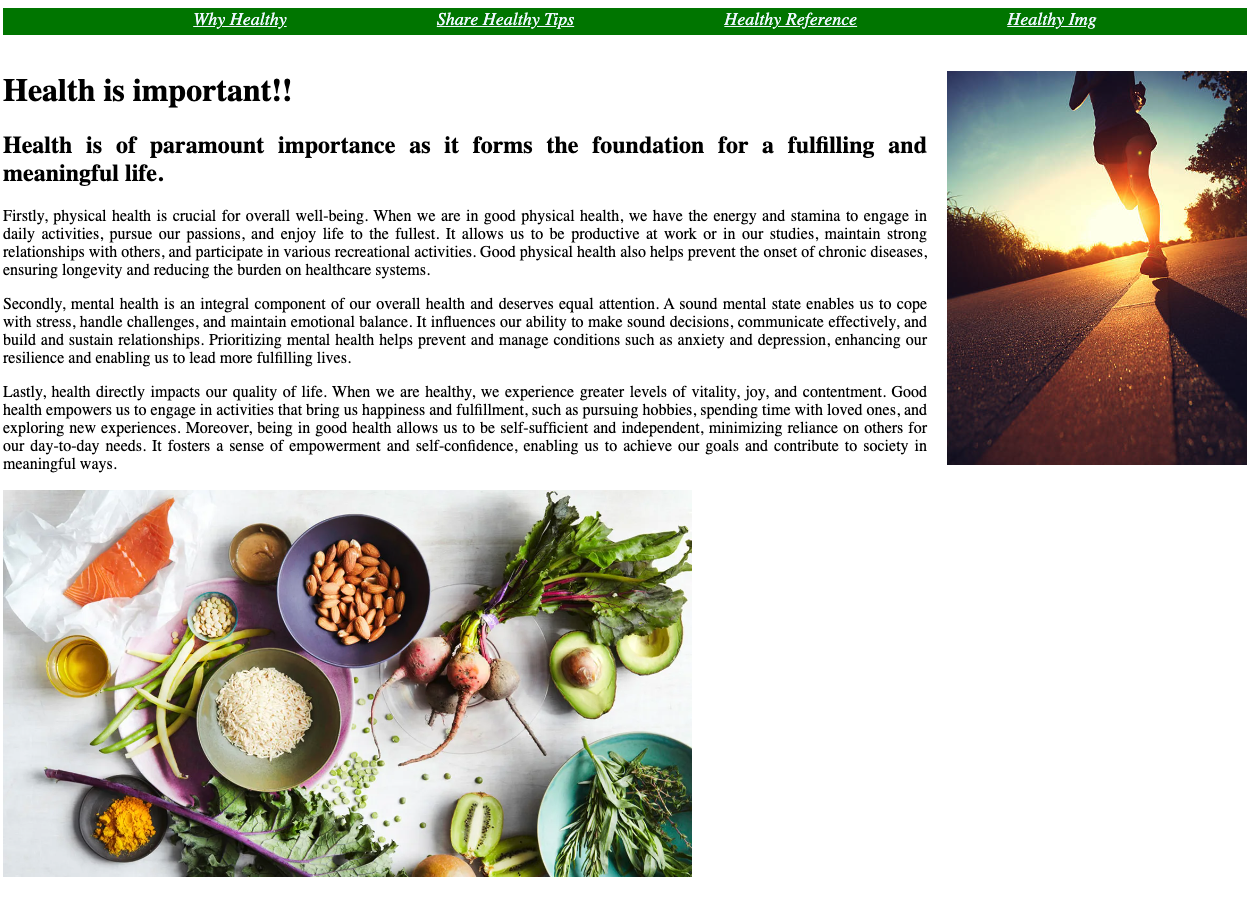 Why Healthy Share Healthy Tips Healthy Reference Healthy Img
Health is important!!
Health is of paramount importance as it forms the foundation for a fulfilling and
meaningful life.
Firstly, physical health is crucial for overall well-being. When we are in good physical health, we have the energy and stamina to engage in
daily activities, pursue our passions, and enjoy life to the fullest. It allows us to be productive at work or in our studies, maintain strong
relationships with others, and participate in various recreational activities. Good physical health also helps prevent the onset of chronic diseases,
ensuring longevity and reducing the burden on healthcare systems.
Secondly, mental health is an integral component of our overall health and deserves equal attention. A sound mental state enables us to cope
with stress, handle challenges, and maintain emotional balance. It influences our ability to make sound decisions, communicate effectively, and
build and sustain relationships. Prioritizing mental health helps prevent and manage conditions such as anxiety and depression, enhancing our
resilience and enabling us to lead more fulfilling lives.
Lastly, health directly impacts our quality of life. When we are healthy, we experience greater levels of vitality, joy, and contentment. Good
health empowers us to engage in activities that bring us happiness and fulfillment, such as pursuing hobbies, spending time with loved ones, and
exploring new experiences. Moreover, being in good health allows us to be self-sufficient and independent, minimizing reliance on others for
our day-to-day needs. It fosters a sense of empowerment and self-confidence, enabling us to achieve our goals and contribute to society in
meaningful ways.